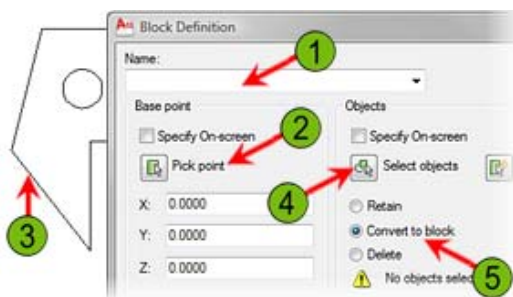 Block Definition
Name:
1
Base point
Objects
Specify On-screen
2
Specify On-screen
Pick point
Select objects
3
4
X: 0.0000
Retain
Y: 0.0000
Convert to block
5
Z: 0.0000
Delete
No objects selec